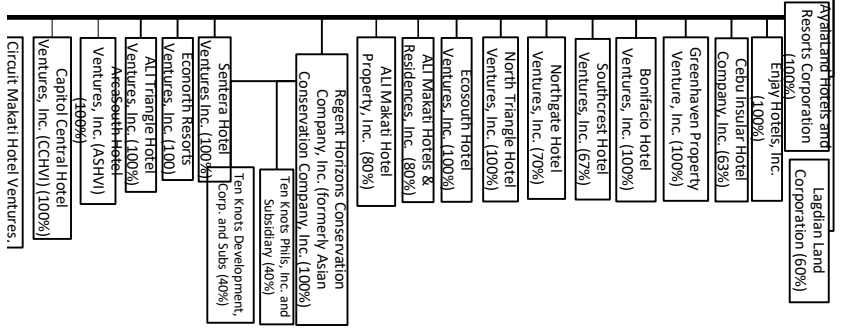 AyalaLand Hotels and
Resorts Corporation
(100%)
Lagdian Land
Corporation (60%)
Enjay Hotels, Inc.
(100%)
Cebu Insular Hotel
Company, Inc. (63%)
Greenhaven Property
Venture, Inc. (100%)
Bonifacio Hotel
Ventures, Inc. (100%)
Southcrest Hotel
Ventures, Inc. (67%)
Northgate Hotel
Ventures, Inc. (70%)
North Triangle Hotel
Ventures, Inc. (100%)
Ecosouth Hotel
Ventures, Inc. (100%)
ALI Makati Hotels &
Residences, Inc. (80%)
ALI Makati Hotel
Property, Inc. (80%)
Regent Horizons Conservation
Company, Inc. (formerly Asian
Conservation Company, Inc. (100%)
Ten Knots Phils, Inc. and
Subsidiary (40%)
Ten Knots Development,
Corp. and Subs (40%)
Sentera Hotel
Ventures Inc. (100%)
Econorth Resorts
Ventures, Inc. (100)
ALI Triangle Hotel
Ventures, Inc. (100%)
ArcaSouth Hotel
Ventures, Inc. (ASHVI)
(100%)
Capitol Central Hotel
Ventures, Inc. (CCHVI) (100%)
Circuit Makati Hotel Ventures,